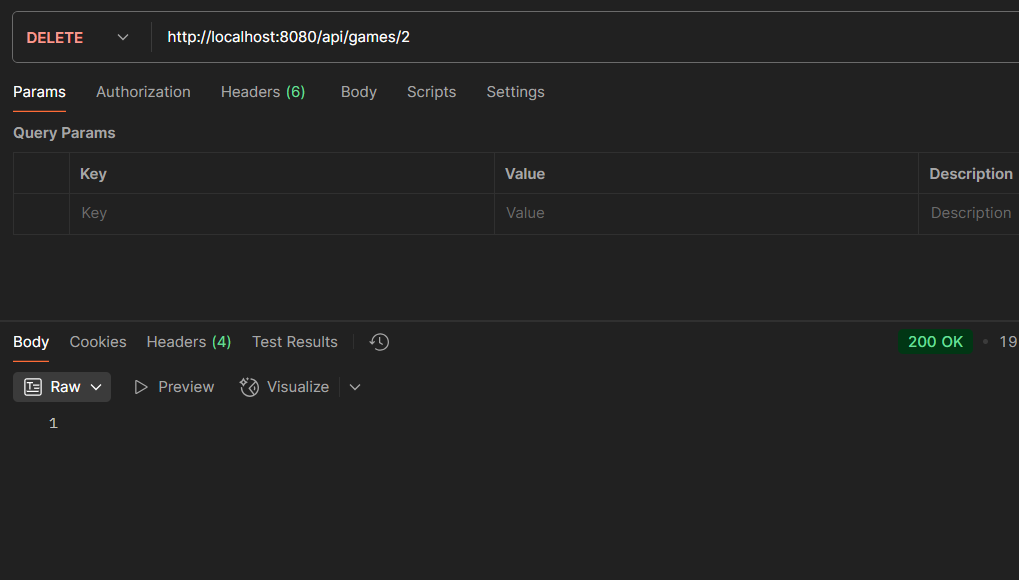 DELETE http://localhost:8080/api/games/2
Params Authorization Headers (6) Body Scripts Settings
Query Params
Key Value Description
Key Value Description
Body Cookies Headers (4) Test Results 200 OK • 19
Raw Preview Visualize
1